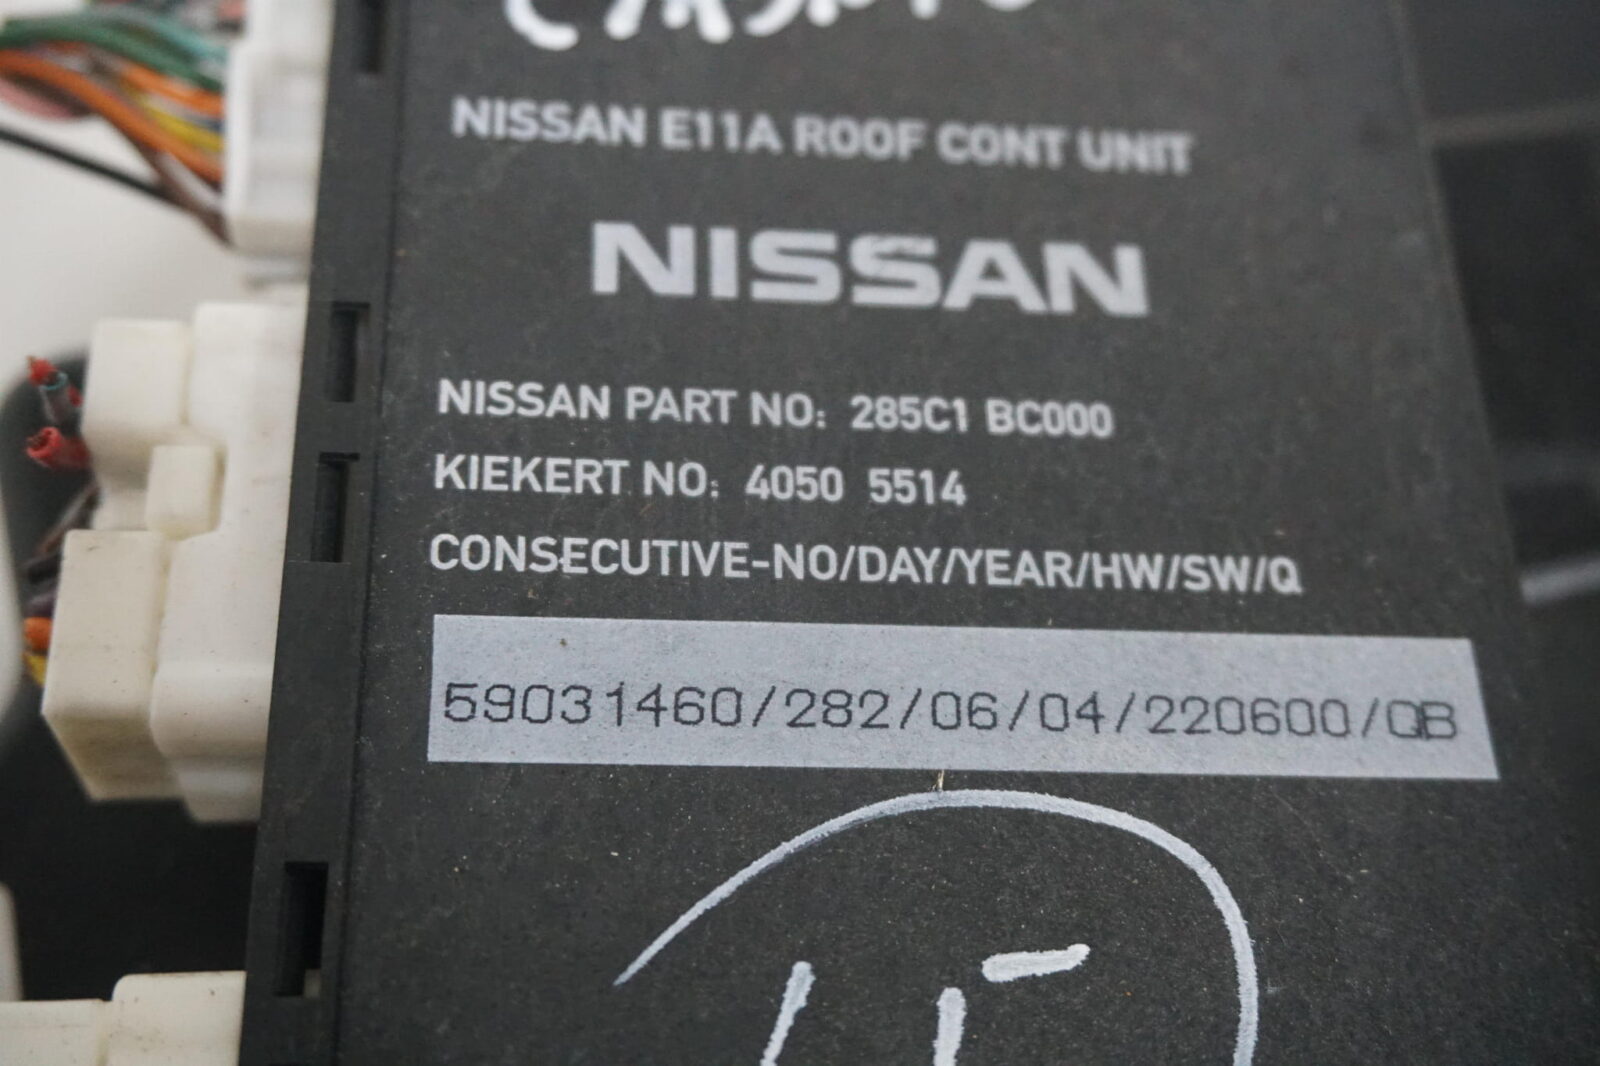 NISSAN E11A ROOF CONT UNIT
NISSAN
NISSAN PART NO: 285C1 BC000
KIEKERT NO: 4050 5514
CONSECUTIVE-NO/DAY/YEAR/HW/SW/Q
59031460/282/06/04/220600/QB